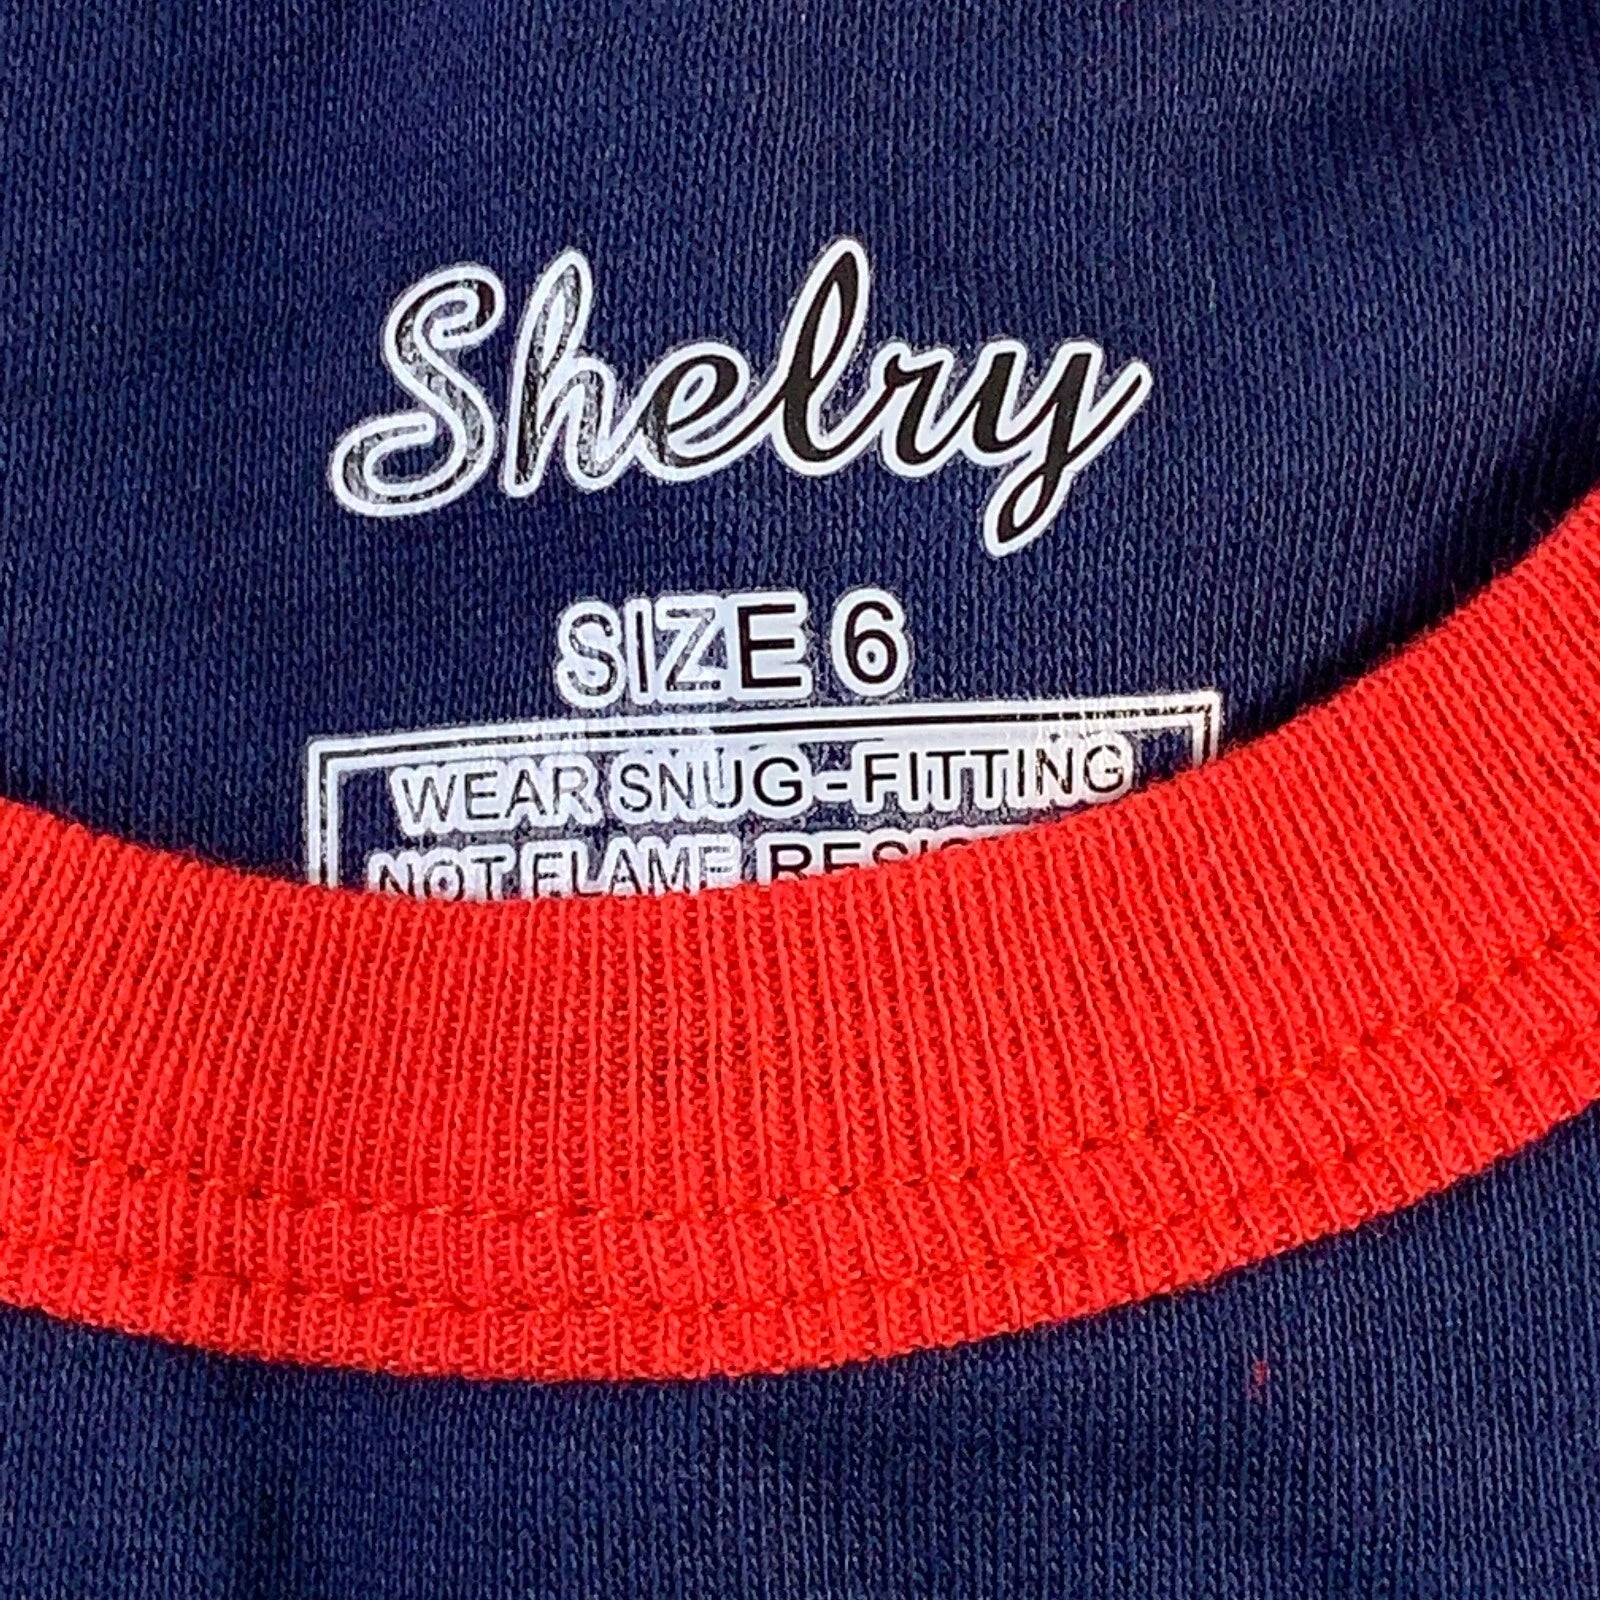 Shelry
SIZE 6
WEAR SNUG-FITTING
NOT FLAME